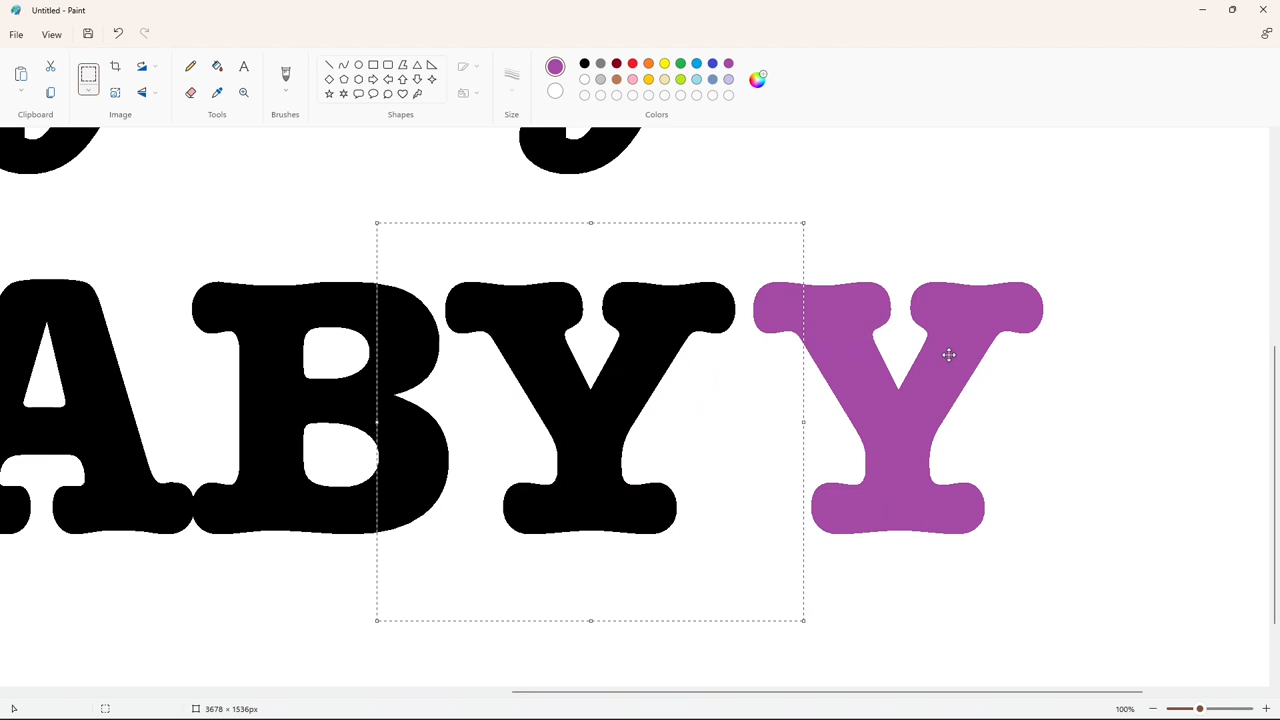 Untitled - Paint
File View
Clipboard Image Tools Brushes Shapes Size Colors
ABYY
3678 × 1536px 100%